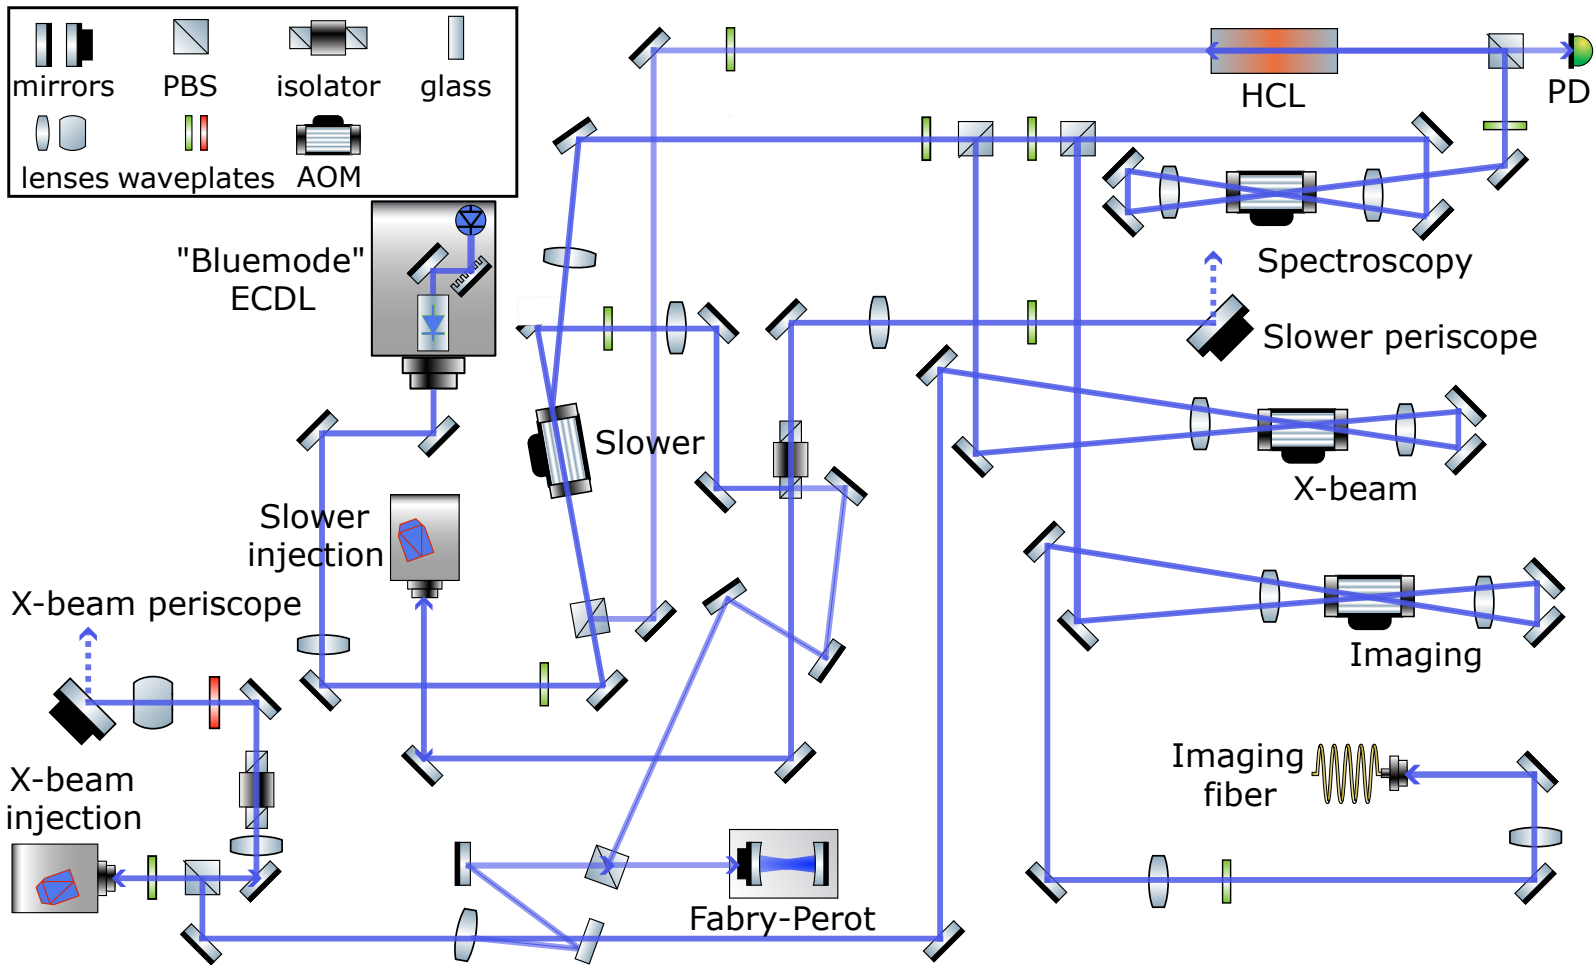 mirrors PBS isolator glass
lenses waveplates AOM
HCL
PD
"Bluemode"
ECDL
Spectroscopy
Slower periscope
Slower
X-beam
Slower
injection
X-beam periscope
Imaging
X-beam
injection
Imaging
fiber
Fabry-Perot